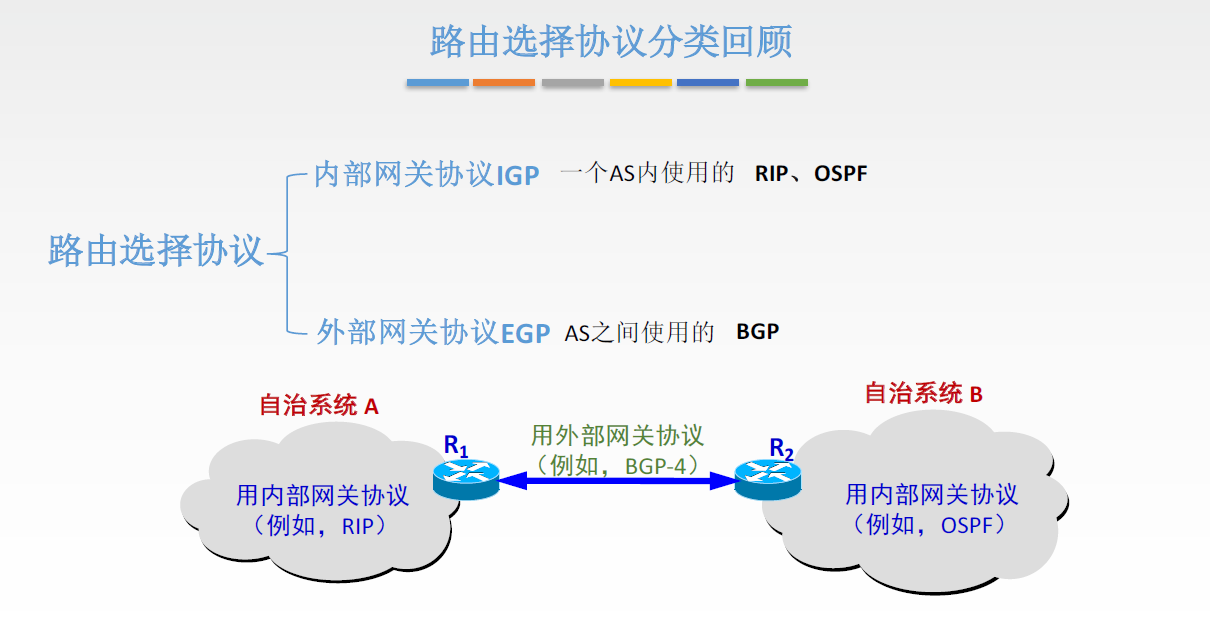 路由选择协议分类回顾
内部网关协议IGP 一个AS内使用的 RIP、OSPF
路由选择协议
外部网关协议EGP AS之间使用的 BGP
自治系统 A
自治系统 B
R1
用外部网关协议
（例如，BGP-4）
R2
用内部网关协议
（例如，RIP）
用内部网关协议
（例如，OSPF）